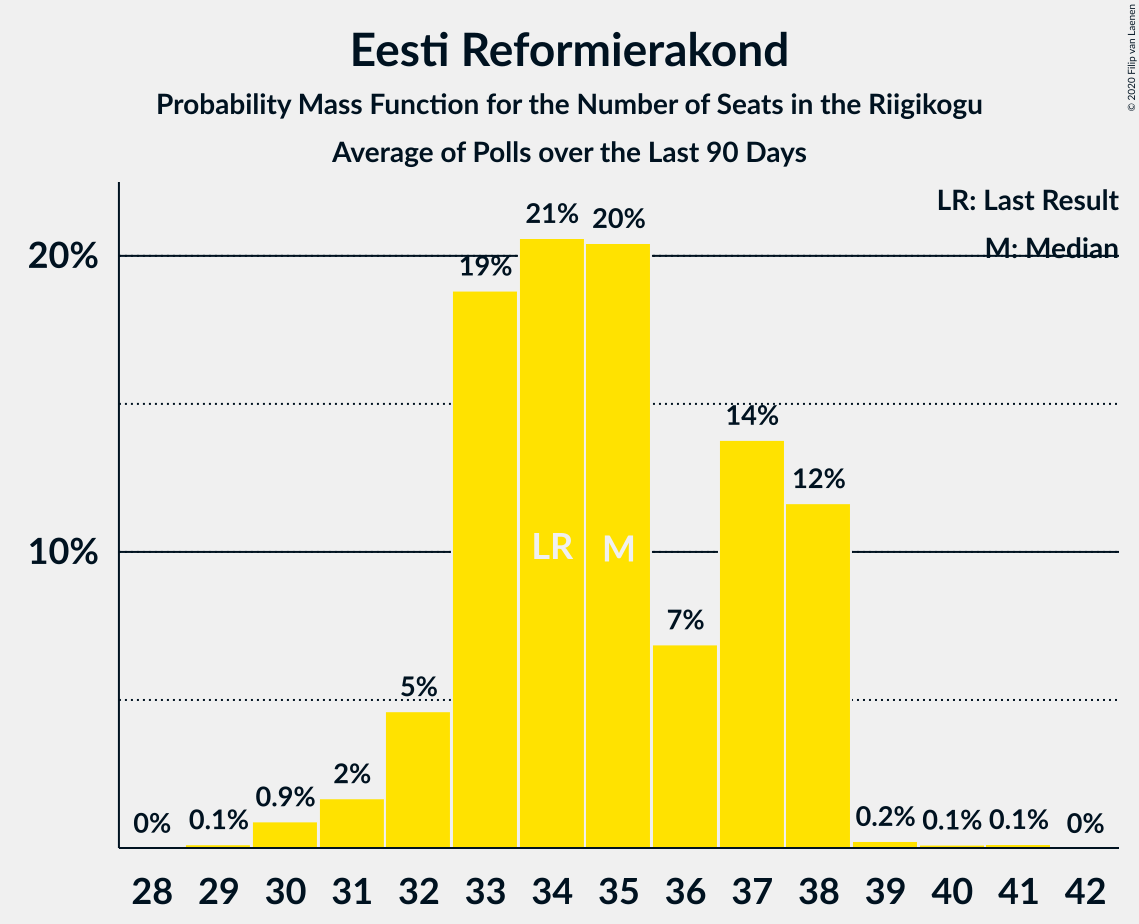 Eesti Reformierakond
Probability Mass Function for the Number of Seats in the Riigikogu
Average of Polls over the Last 90 Days
© 2020 Filip van Laenen
LR: Last Result
M: Median
20%
10%
0%
0.1%
0.9%
2%
5%
19%
21%
20%
7%
14%
12%
0.2%
0.1%
0.1%
0%
LR
M
28 29 30 31 32 33 34 35 36 37 38 39 40 41 42